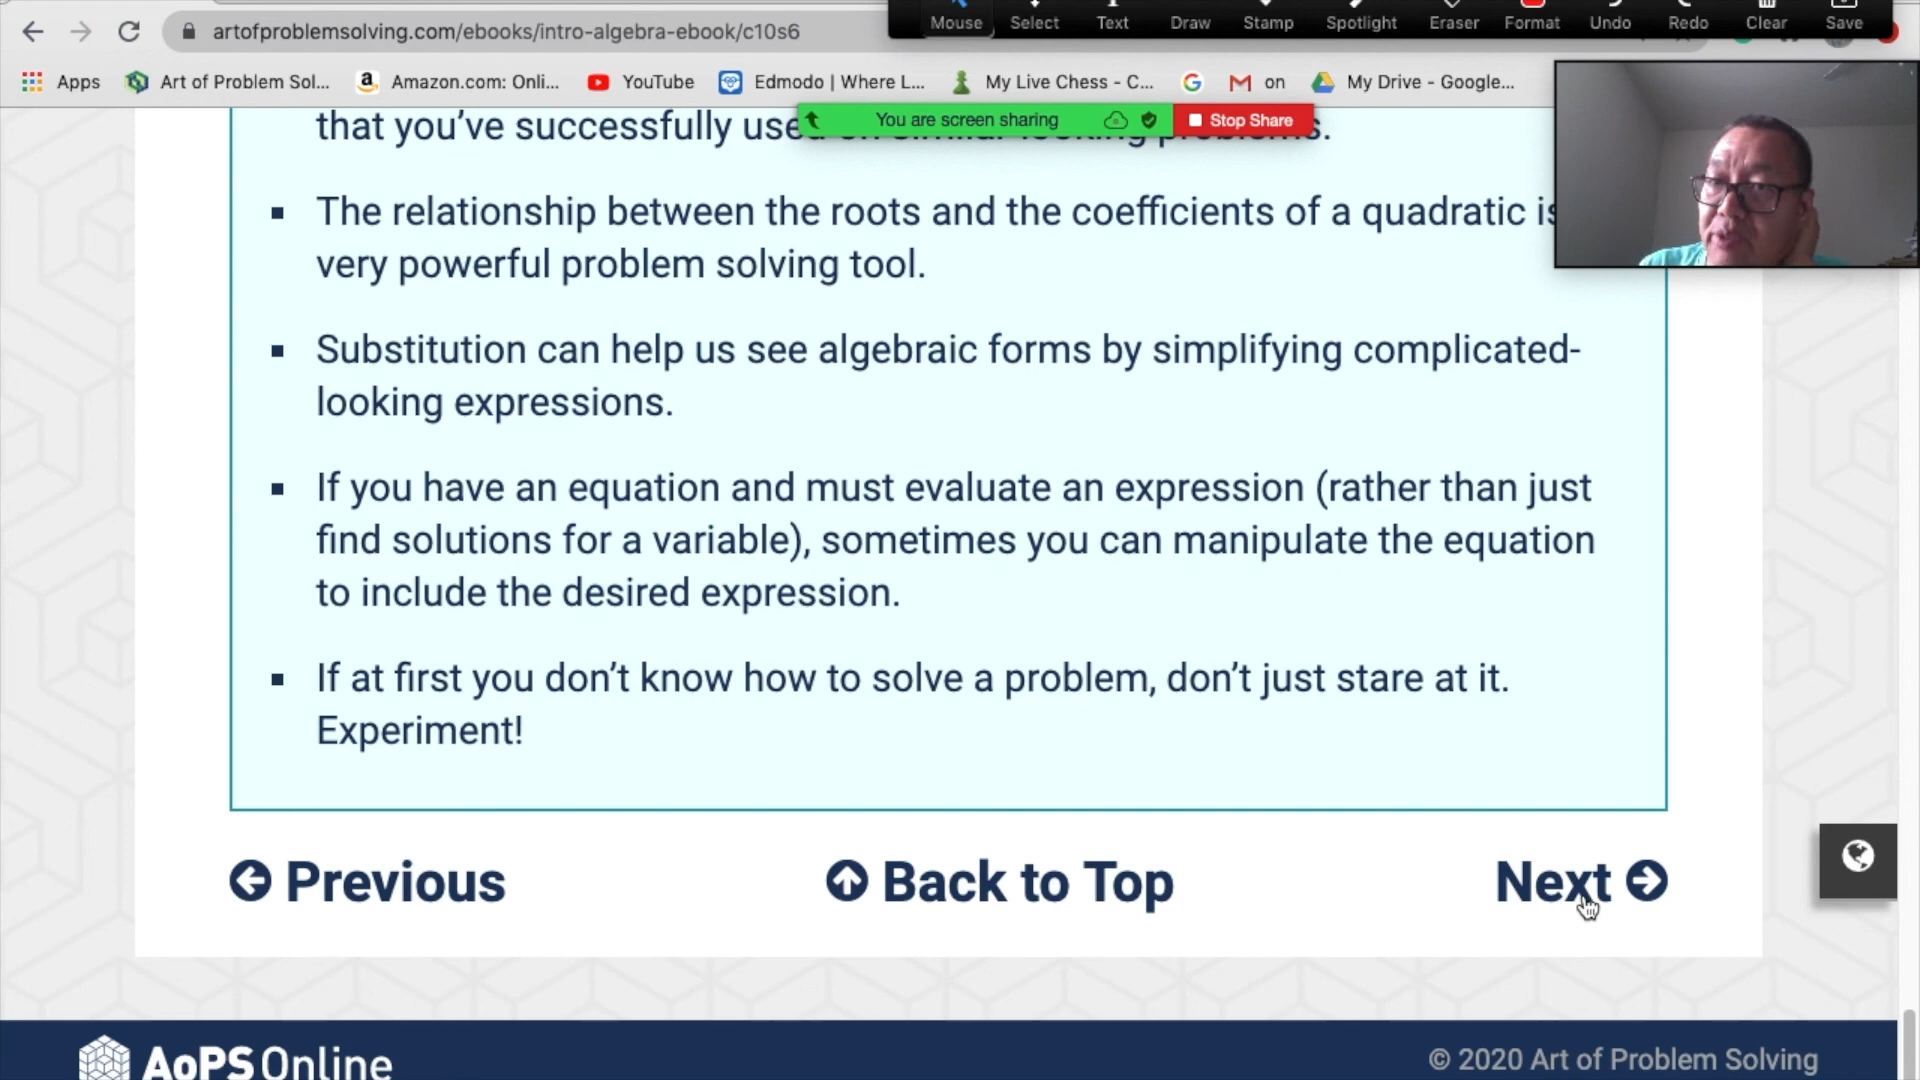 artofproblemsolving.com/ebooks/intro-algebra-ebook/c10s6
Mouse Select Text Draw Stamp Spotlight Eraser Format Undo Redo Clear Save
Apps Art of Problem Sol... Amazon.com: Onli... YouTube Edmodo | Where L... My Live Chess - C... on My Drive - Google...
You are screen sharing Stop Share
that you've successfully used on similar-looking problems.
▪ The relationship between the roots and the coefficients of a quadratic is
very powerful problem solving tool.
▪ Substitution can help us see algebraic forms by simplifying complicated-
looking expressions.
▪ If you have an equation and must evaluate an expression (rather than just
find solutions for a variable), sometimes you can manipulate the equation
to include the desired expression.
▪ If at first you don't know how to solve a problem, don't just stare at it.
Experiment!
Previous Back to Top Next
AoPS Online
© 2020 Art of Problem Solving